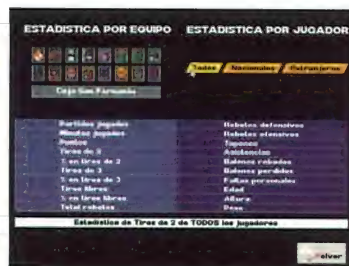 ESTADISTICA POR EQUIPO
ESTADISTICA POR JUGADOR
Todos / Nacionales / Extranjeros
Caja San Fernando
Partidos jugados
Minutos jugados
Puntos
Tiros de 2
% en tiros de 2
Tiros de 3
% en tiros de 3
Tiros libres
% en tiros libres
Total rebotes
Rebotes defensivos
Rebotes ofensivos
Tapones
Asistencias
Balones robados
Balones perdidos
Faltas personales
Edad
Altura
Peso
Estadística de Tiros de 2 de TODOS los jugadores
Volver